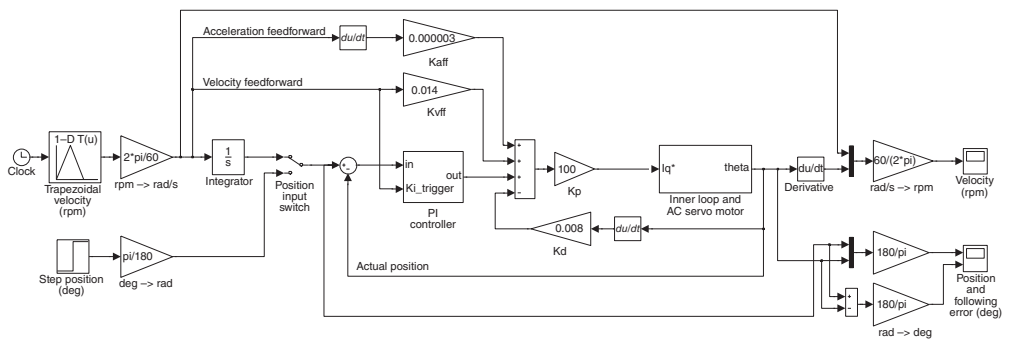 Acceleration feedforward
du/dt
0.000003
Kaff
Velocity feedforward
0.014
Kvff
1–D T(u)
Clock
Trapezoidal
velocity
(rpm)
2*pi/60
rpm –> rad/s
1
s
Integrator
Position
input
switch
+
–
in
out
Ki_trigger
PI
controller
+
+
+
–
100
Kp
Iq*
theta
Inner loop and
AC servo motor
du/dt
Derivative
60/(2*pi)
rad/s –> rpm
Velocity
(rpm)
0.008
Kd
du/dt
Step position
(deg)
pi/180
deg –> rad
Actual position
180/pi
+
–
180/pi
rad –> deg
Position
and
following
error (deg)